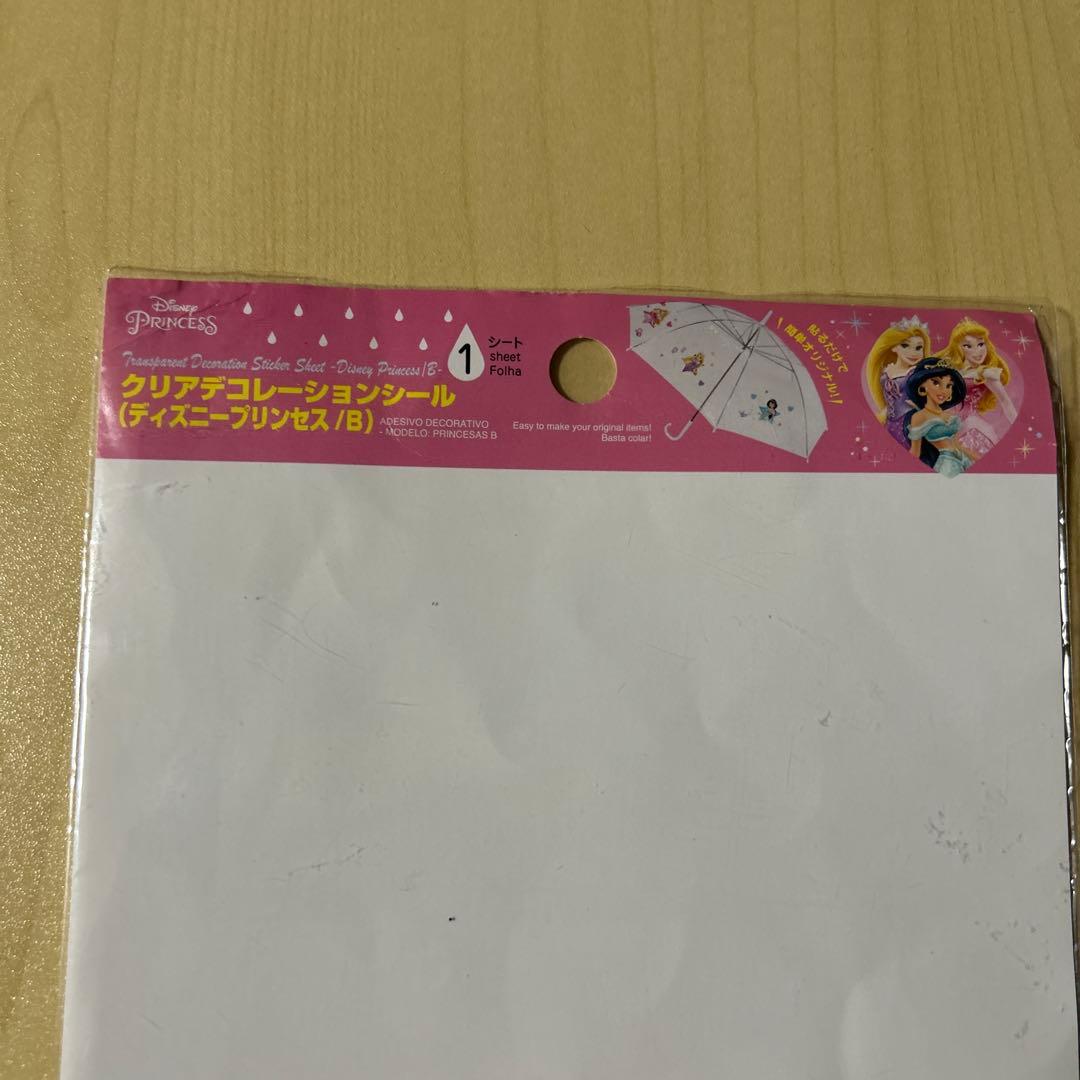 Disney
PRINCESS
Transparent Decoration Sticker Sheet -Disney Princess/B-
クリアデコレーションシール
(ディズニープリンセス/B)
ADESIVO DECORATIVO
- MODELO: PRINCESAS B
1
シート
sheet
Folha
Easy to make your original items!
Basta colar!
貼るだけで
簡単オリジナル!